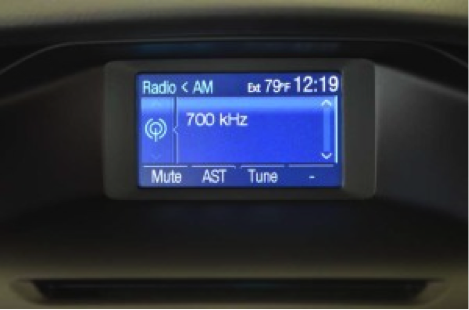 Radio < AM Ext 79°F 12:19
700 kHz
Mute AST Tune -